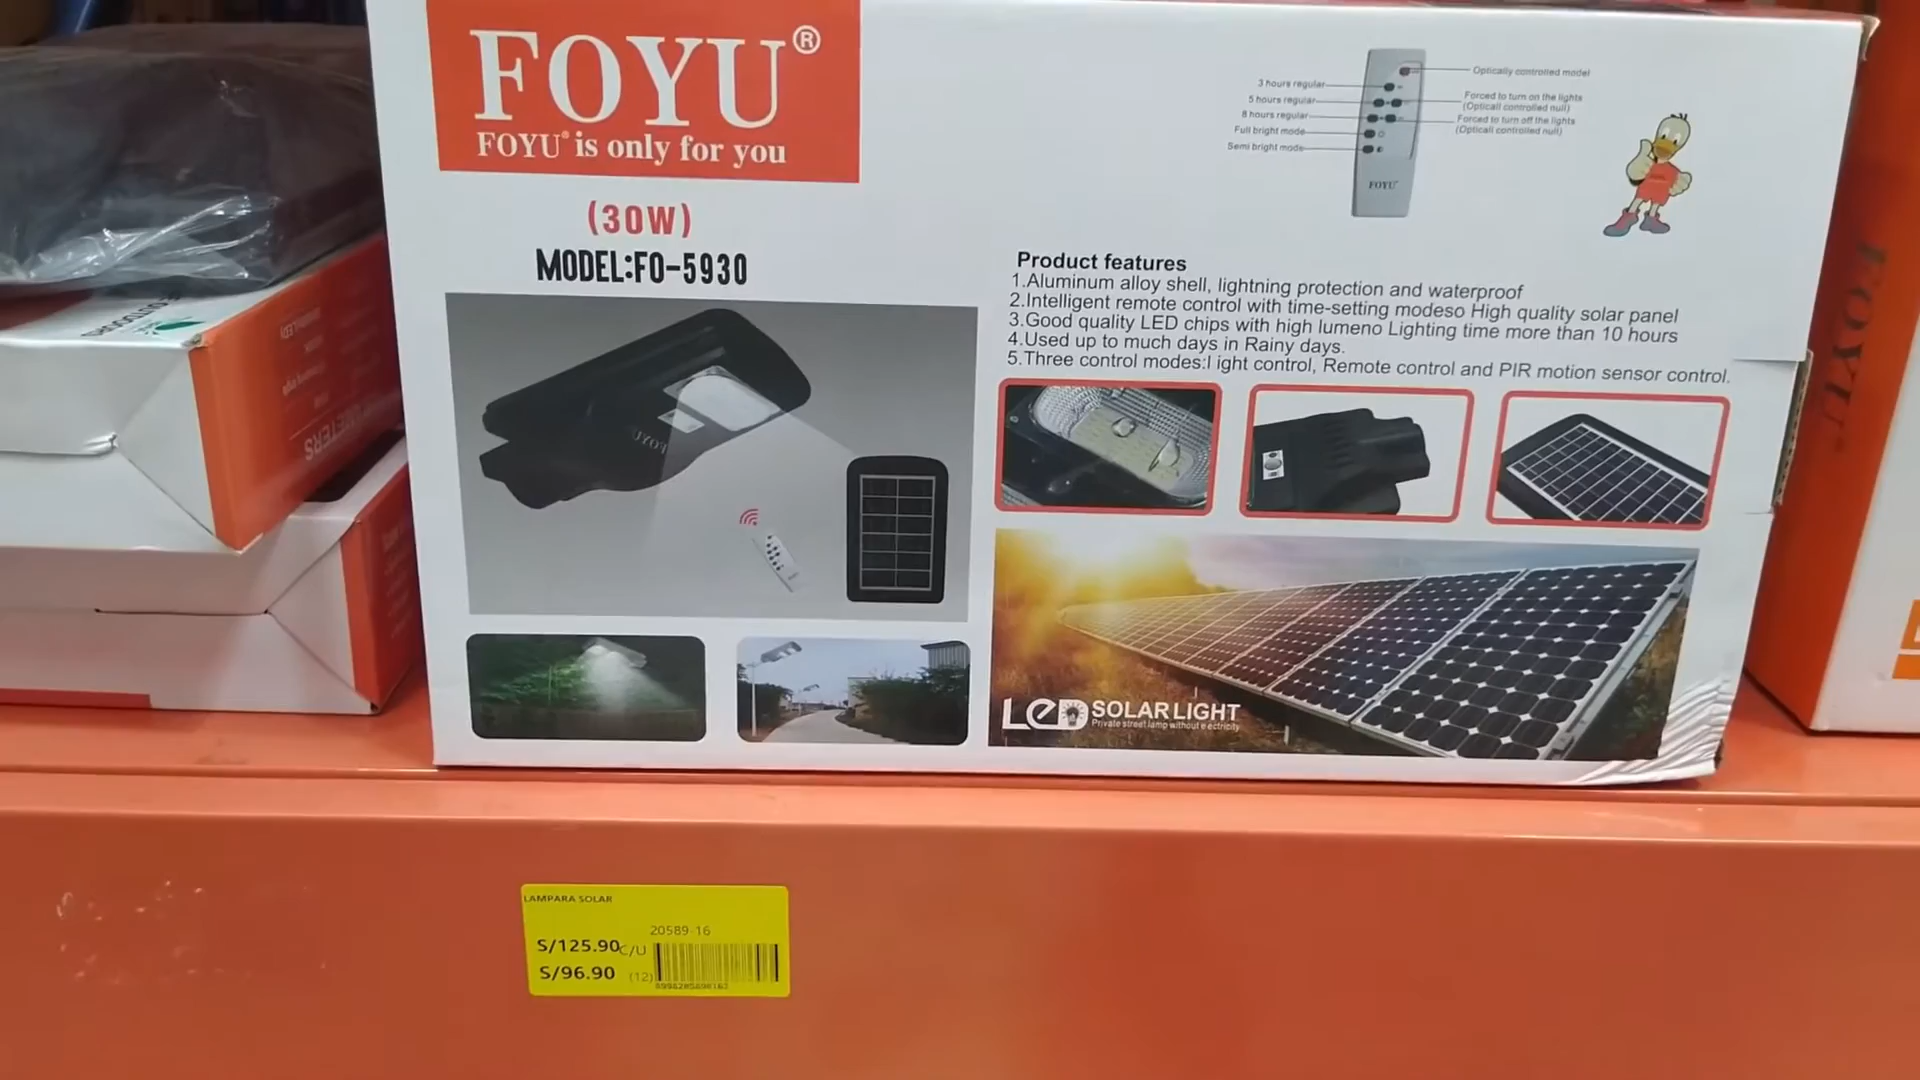 FOYU®
FOYU® is only for you
(30W)
MODEL:FO-5930
3 hours regular
5 hours regular
8 hours regular
Full bright mode
Semi bright mode
Optically controlled model
Forced to turn on the lights
(Opticall controlled null)
Forced to turn off the lights
(Opticall controlled null)
FOYU
Product features
1.Aluminum alloy shell, lightning protection and waterproof
2.Intelligent remote control with time-setting modeso High quality solar panel
3.Good quality LED chips with high lumeno Lighting time more than 10 hours
4.Used up to much days in Rainy days.
5.Three control modes:l ight control, Remote control and PIR motion sensor control.
FOYU
LED SOLAR LIGHT
Private street lamp without electricity
FOYU
METERS
LAMPARA SOLAR
20589-16
S/125.90 C/U
S/96.90 (12)